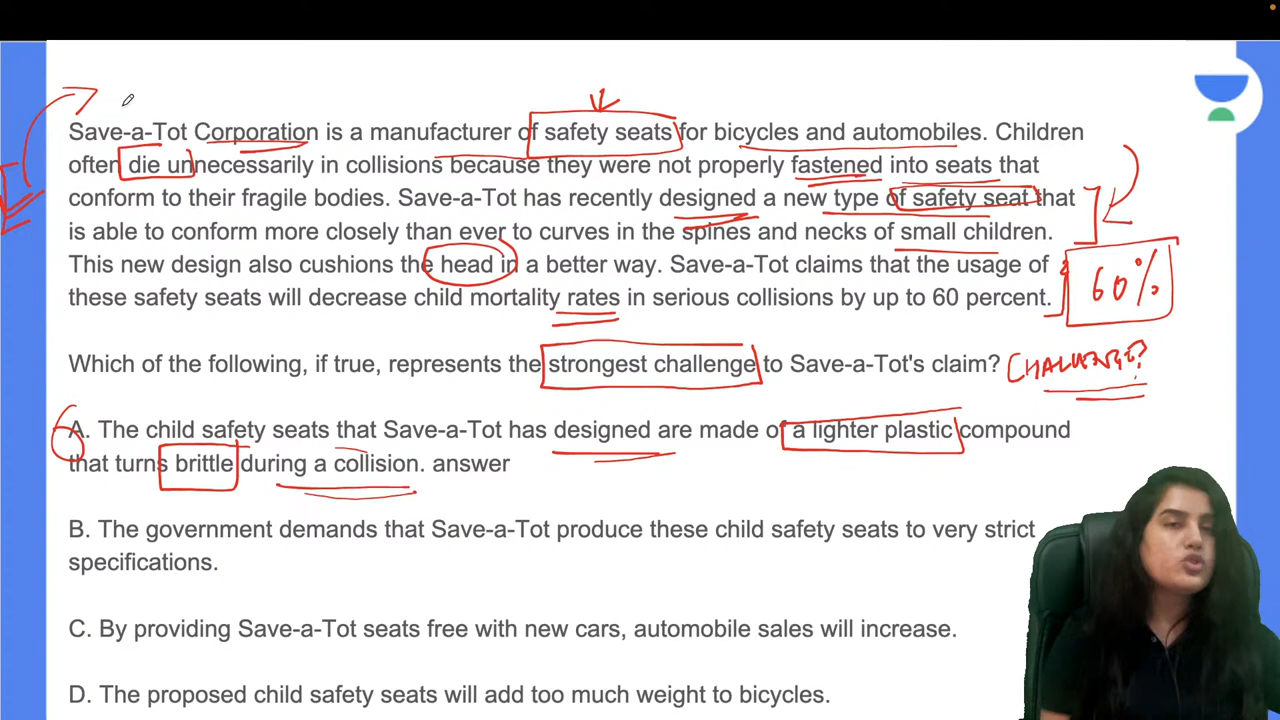 Save-a-Tot Corporation is a manufacturer of safety seats for bicycles and automobiles. Children
often die unnecessarily in collisions because they were not properly fastened into seats that
conform to their fragile bodies. Save-a-Tot has recently designed a new type of safety seat that
is able to conform more closely than ever to curves in the spines and necks of small children.
This new design also cushions the head in a better way. Save-a-Tot claims that the usage of
these safety seats will decrease child mortality rates in serious collisions by up to 60 percent.
60%
Which of the following, if true, represents the strongest challenge to Save-a-Tot's claim?
CHALLENGE?
A. The child safety seats that Save-a-Tot has designed are made of a lighter plastic compound
that turns brittle during a collision. answer
B. The government demands that Save-a-Tot produce these child safety seats to very strict
specifications.
C. By providing Save-a-Tot seats free with new cars, automobile sales will increase.
D. The proposed child safety seats will add too much weight to bicycles.